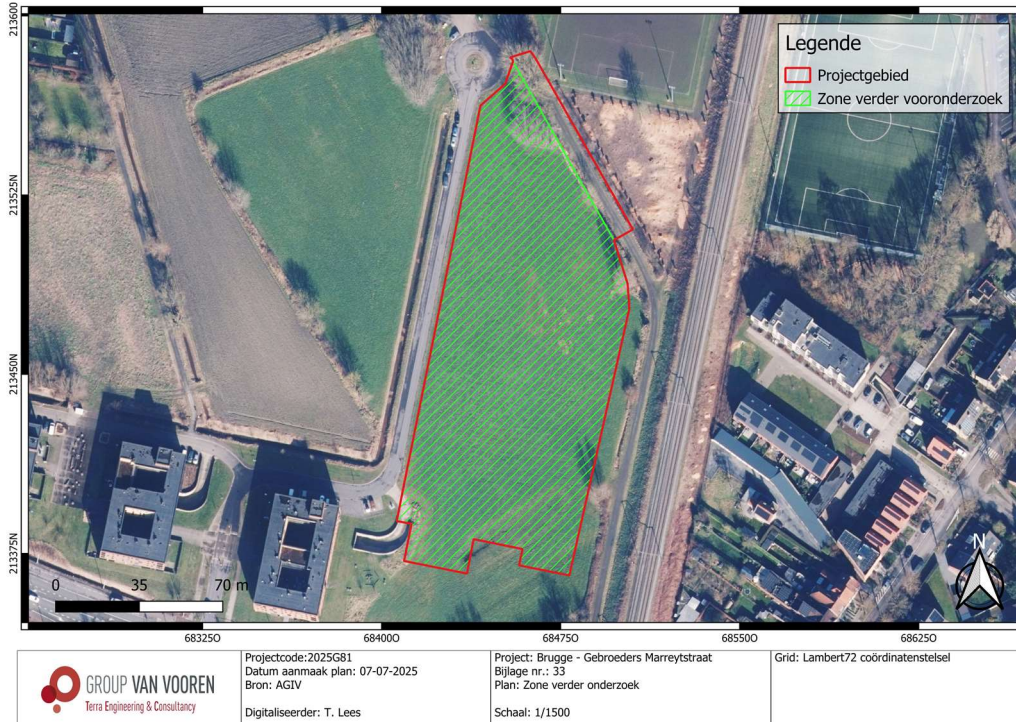 213600
213525
213450N
213375N
Legende
Projectgebied
Zone verder vooronderzoek
N
0 35 70 m
683250 684000 684750 685500 686250
GROUP VAN VOOREN
Terra Engineering & Consultancy
Projectcode:2025G81
Datum aanmaak plan: 07-07-2025
Bron: AGIV
Digitaliseerder: T. Lees
Project: Brugge - Gebroeders Marreytstraat
Bijlage nr.: 33
Plan: Zone verder onderzoek
Schaal: 1/1500
Grid: Lambert72 coördinatenstelsel